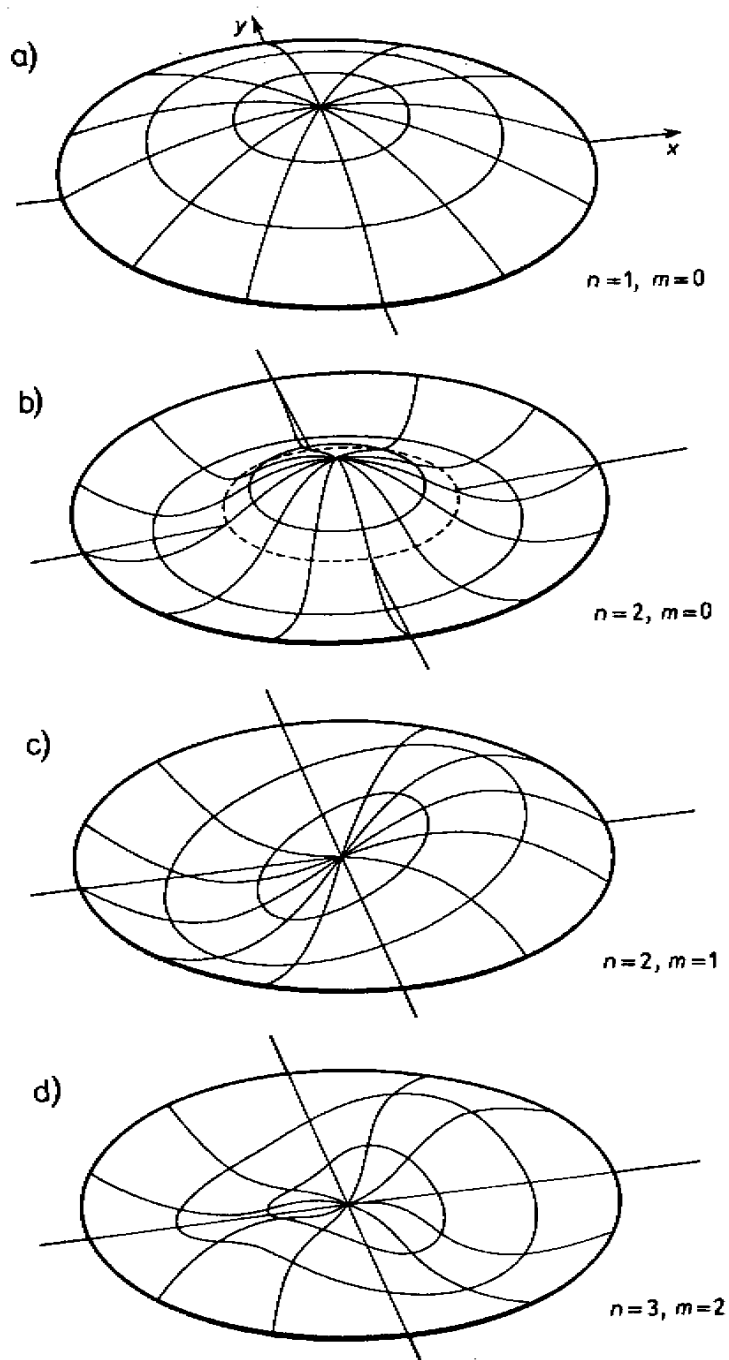 a)
y
x
n=1, m=0
b)
n=2, m=0
c)
n=2, m=1
d)
n=3, m=2